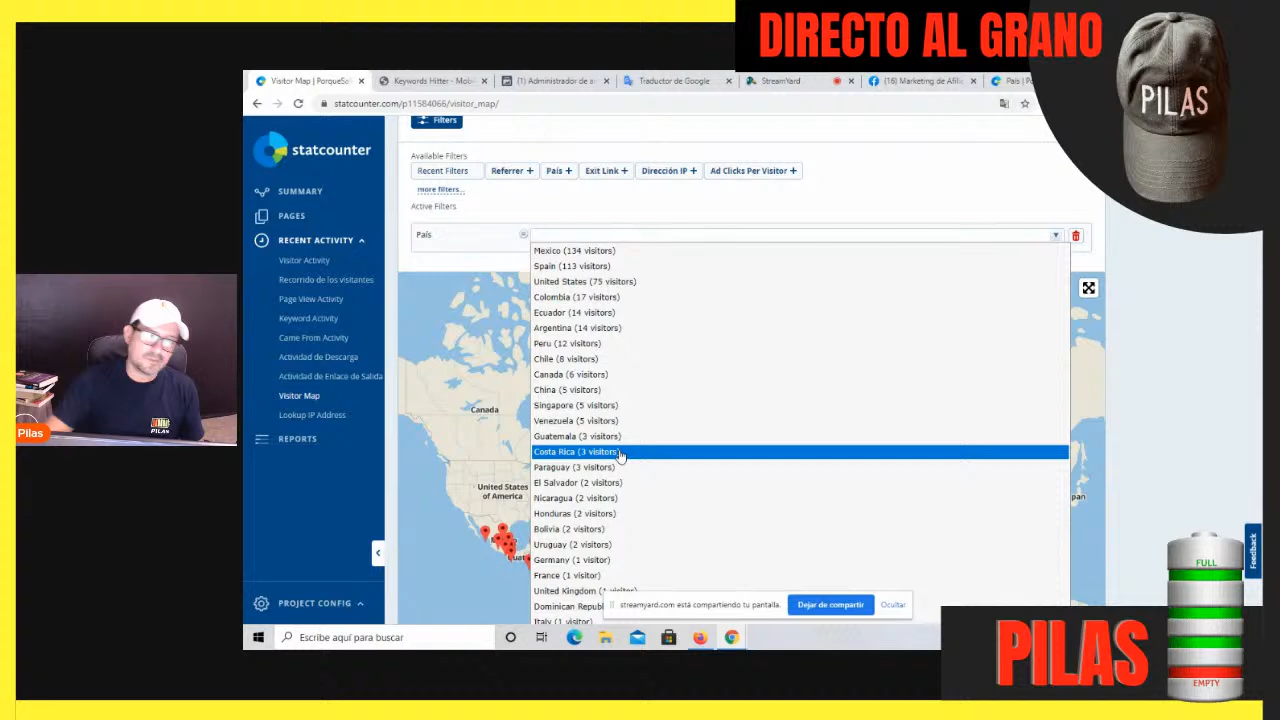 DIRECTO AL GRANO
PILAS
Visitor Map | PorqueSe
Keywords Hitter - Mob
(1) Administrador de a
Traductor de Google
StreamYard
(16) Marketing de Afili
País | P
statcounter.com/p11584066/visitor_map/
statcounter
Filters
Available Filters
Recent Filters
Referrer +
País +
Exit Link +
Dirección IP +
Ad Clicks Per Visitor +
more filters...
Active Filters
País
SUMMARY
PAGES
RECENT ACTIVITY
Visitor Activity
Recorrido de los visitantes
Page View Activity
Keyword Activity
Came From Activity
Actividad de Descarga
Actividad de Enlace de Salida
Visitor Map
Lookup IP Address
REPORTS
PROJECT CONFIG
Mexico (134 visitors)
Spain (113 visitors)
United States (75 visitors)
Colombia (17 visitors)
Ecuador (14 visitors)
Argentina (14 visitors)
Peru (12 visitors)
Chile (8 visitors)
Canada (6 visitors)
China (5 visitors)
Singapore (5 visitors)
Venezuela (5 visitors)
Guatemala (3 visitors)
Costa Rica (3 visitors)
Paraguay (3 visitors)
El Salvador (2 visitors)
Nicaragua (2 visitors)
Honduras (2 visitors)
Bolivia (2 visitors)
Uruguay (2 visitors)
Germany (1 visitor)
France (1 visitor)
United Kingdom (1 visitor)
Dominican Republ
Italy (1 visitor)
Canada
United States
of America
pan
streamyard.com está compartiendo tu pantalla.
Dejar de compartir
Ocultar
Escribe aquí para buscar
Feedback
Pilas
PILAS
PILAS
FULL
EMPTY